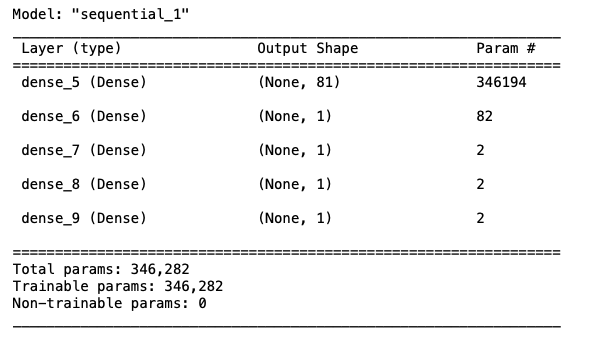 Model: "sequential_1"
Layer (type) Output Shape Param #
dense_5 (Dense) (None, 81) 346194
dense_6 (Dense) (None, 1) 82
dense_7 (Dense) (None, 1) 2
dense_8 (Dense) (None, 1) 2
dense_9 (Dense) (None, 1) 2
Total params: 346,282
Trainable params: 346,282
Non-trainable params: 0